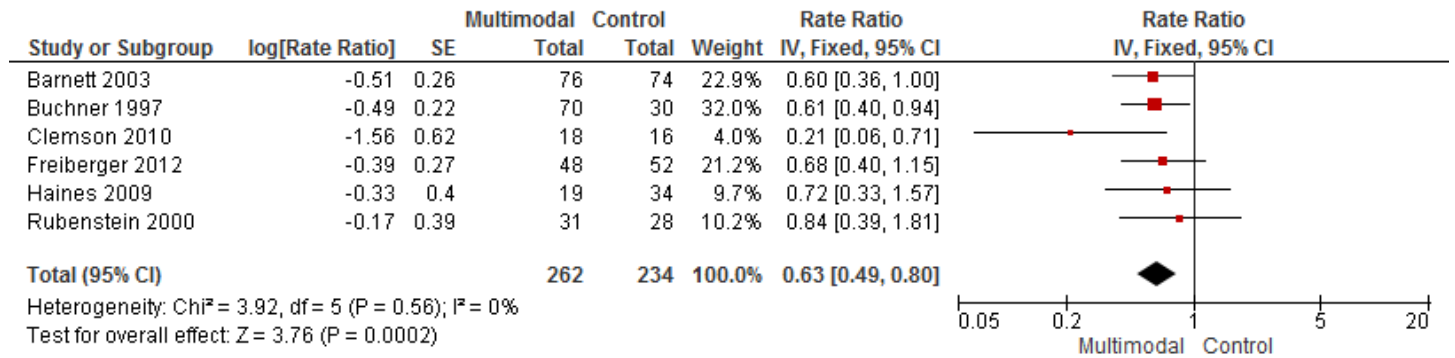 Multimodal Control Rate Ratio Rate Ratio
Study or Subgroup log[Rate Ratio] SE Total Total Weight IV, Fixed, 95% CI IV, Fixed, 95% CI
Barnett 2003 -0.51 0.26 76 74 22.9% 0.60 [0.36, 1.00]
Buchner 1997 -0.49 0.22 70 30 32.0% 0.61 [0.40, 0.94]
Clemson 2010 -1.56 0.62 18 16 4.0% 0.21 [0.06, 0.71]
Freiberger 2012 -0.39 0.27 48 52 21.2% 0.68 [0.40, 1.15]
Haines 2009 -0.33 0.4 19 34 9.7% 0.72 [0.33, 1.57]
Rubenstein 2000 -0.17 0.39 31 28 10.2% 0.84 [0.39, 1.81]
Total (95% CI) 262 234 100.0% 0.63 [0.49, 0.80]
Heterogeneity: Chi² = 3.92, df = 5 (P = 0.56); I² = 0%
Test for overall effect: Z = 3.76 (P = 0.0002)
0.05 0.2 1 5 20
Multimodal Control